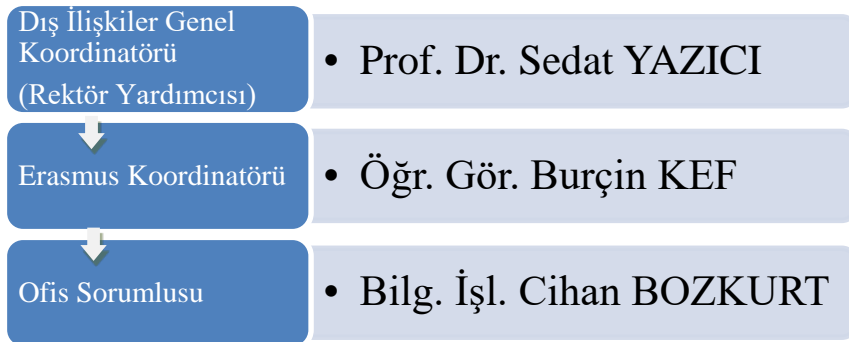 Dış İlişkiler Genel
Koordinatörü
(Rektör Yardımcısı)
• Prof. Dr. Sedat YAZICI
Erasmus Koordinatörü
• Öğr. Gör. Burçin KEF
Ofis Sorumlusu
• Bilg. İşl. Cihan BOZKURT